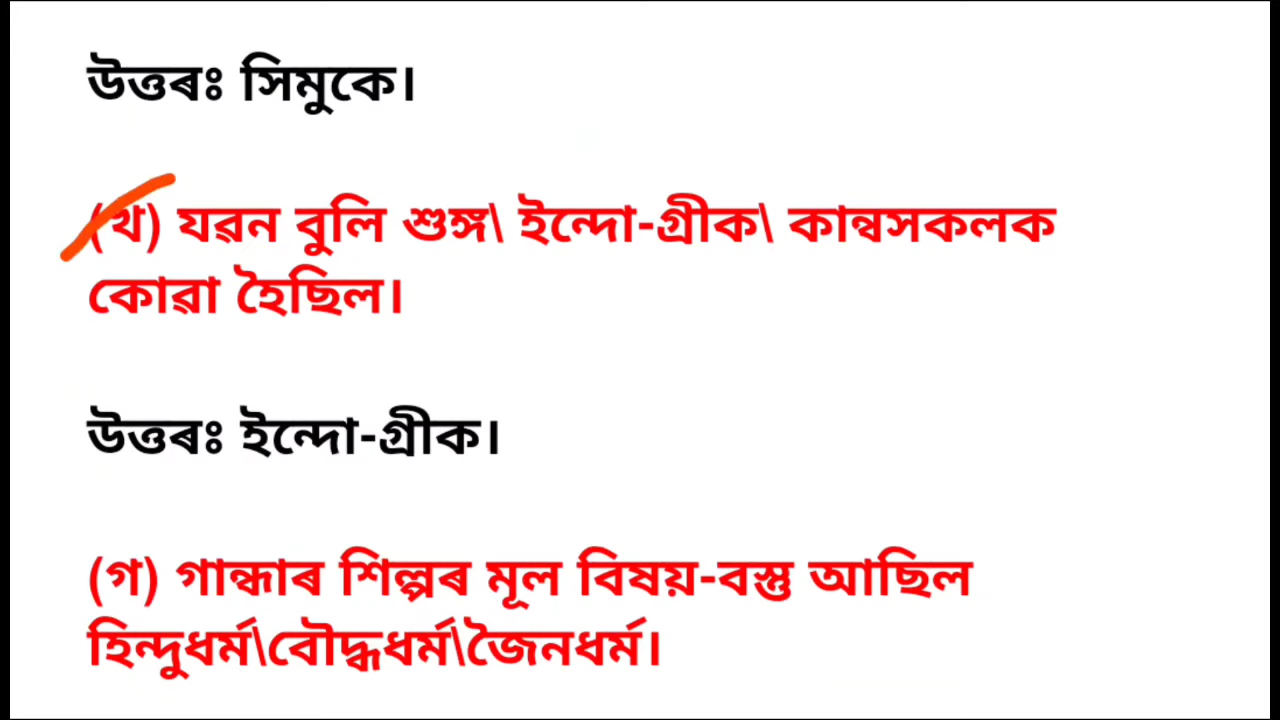 উত্তৰঃ সিমুকে।
(খ) যৱন বুলি শুঙ্গ\ ইন্দো-গ্ৰীক\ কান্বসকলক
কোৱা হৈছিল।
উত্তৰঃ ইন্দো-গ্ৰীক।
(গ) গান্ধাৰ শিল্পৰ মূল বিষয়-বস্তু আছিল
হিন্দুধৰ্ম\বৌদ্ধধৰ্ম\জৈনধৰ্ম।